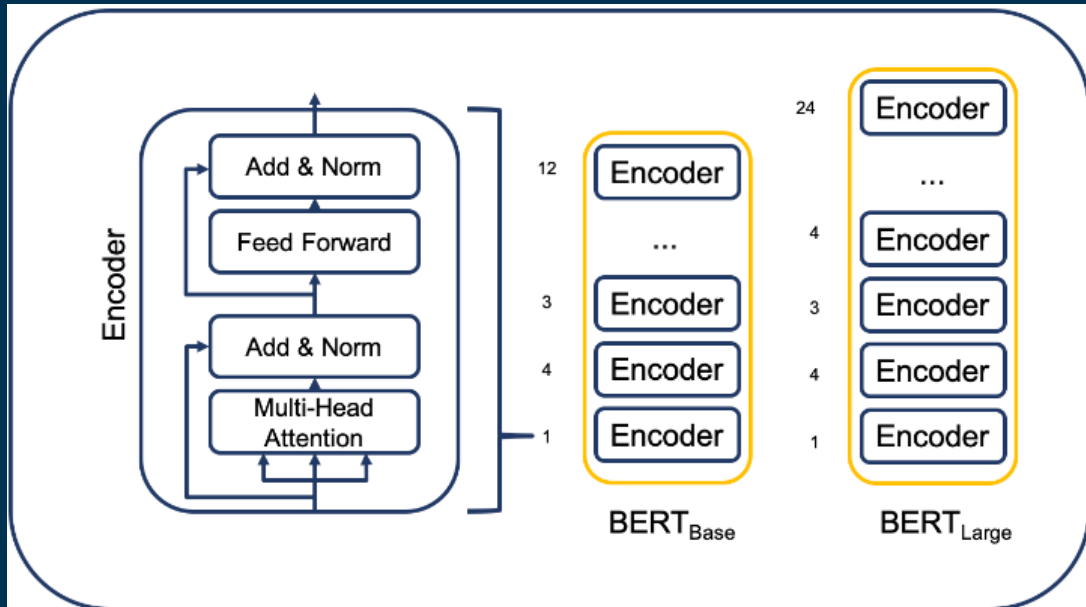 Encoder
Add & Norm
Feed Forward
Add & Norm
Multi-Head
Attention
12 Encoder
...
3 Encoder
4 Encoder
1 Encoder
BERTBase
24 Encoder
...
4 Encoder
3 Encoder
4 Encoder
1 Encoder
BERTLarge